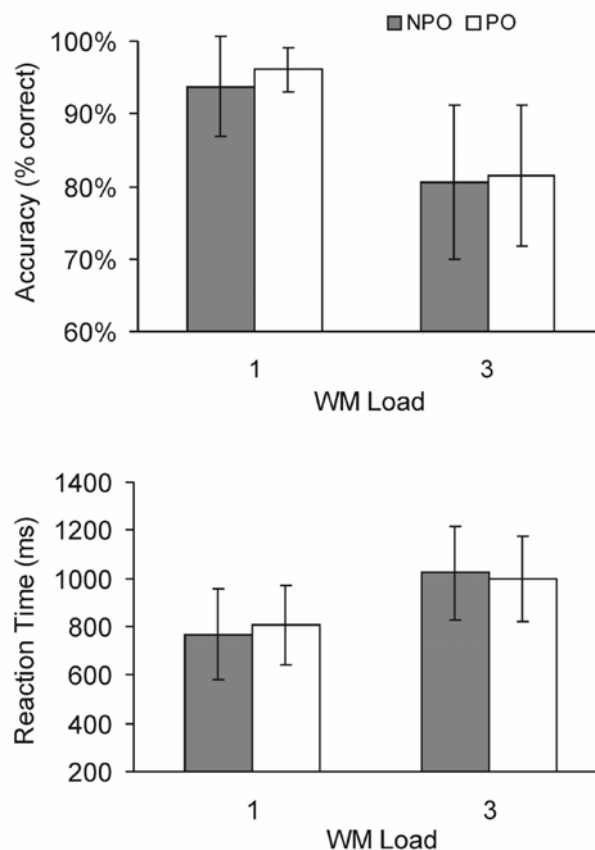 NPO PO
100%
90%
80%
70%
60%
Accuracy (% correct)
1 3
WM Load
1400
1200
1000
800
600
400
200
Reaction Time (ms)
1 3
WM Load